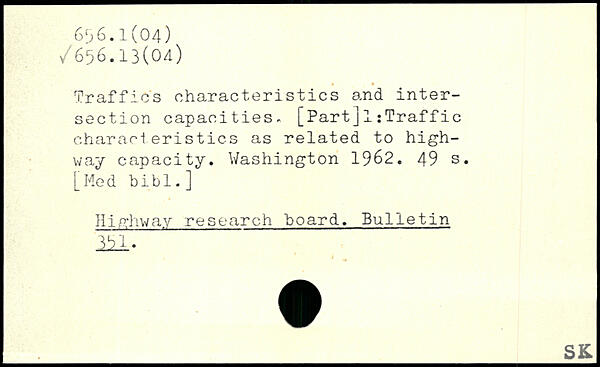 656.1(04)
✓656.13(04)
Traffics characteristics and inter-
section capacities. [Part]1:Traffic
characteristics as related to high-
way capacity. Washington 1962. 49 s.
[Med bibl.]
Highway research board. Bulletin
351.
SK